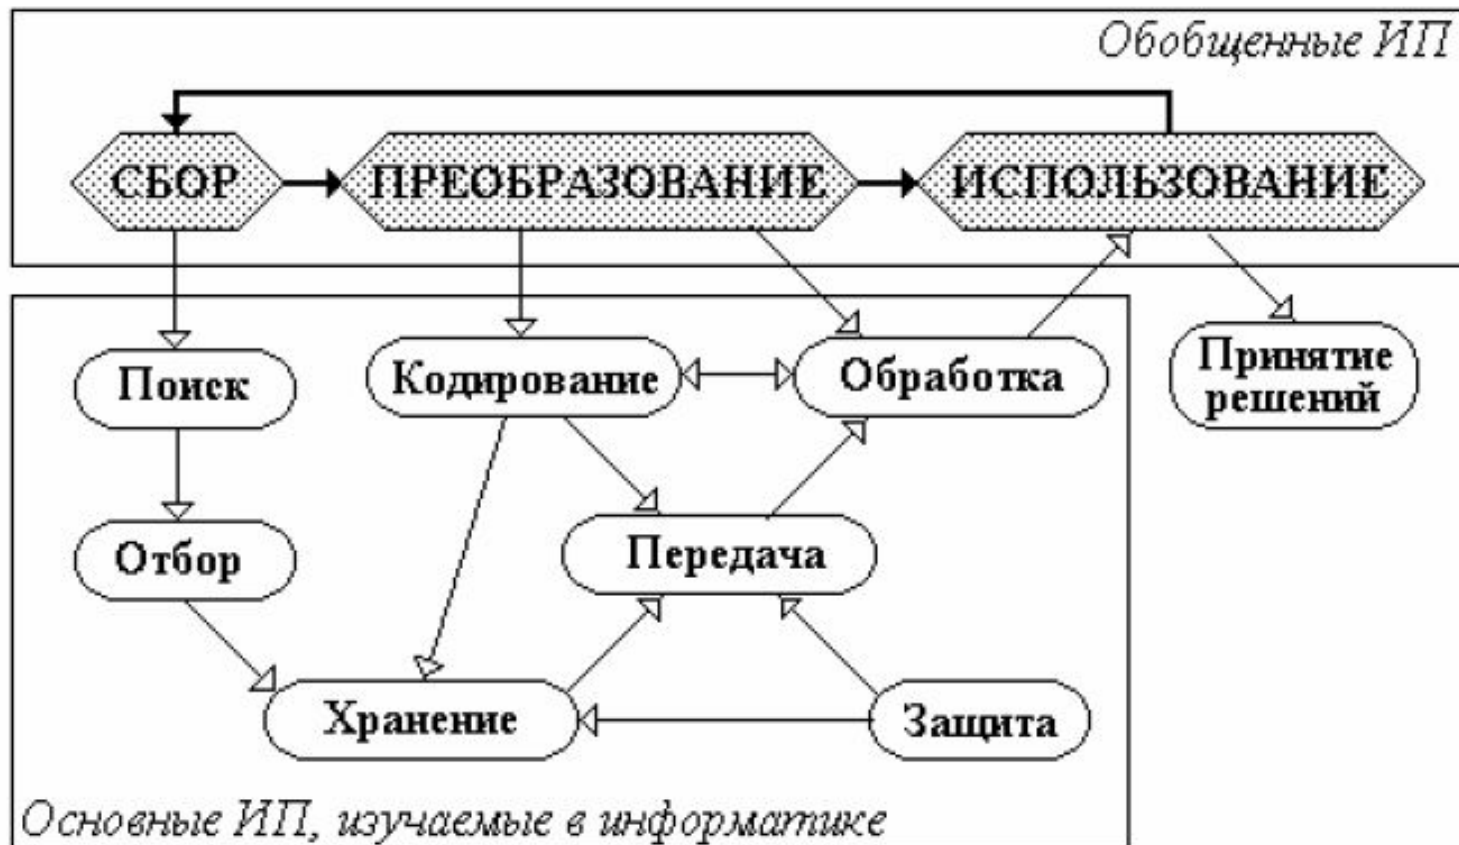 Обобщенные ИП
СБОР
ПРЕОБРАЗОВАНИЕ
ИСПОЛЬЗОВАНИЕ
Поиск
Кодирование
Обработка
Принятие
решений
Отбор
Передача
Хранение
Защита
Основные ИП, изучаемые в информатике